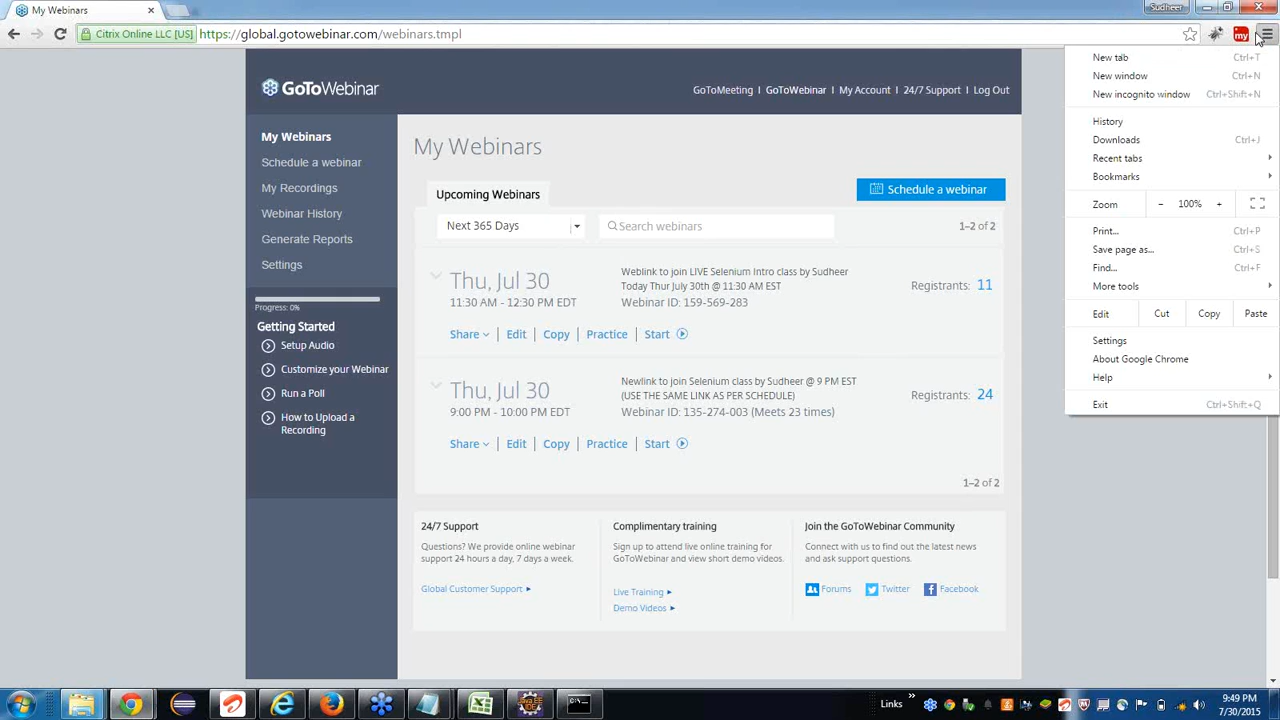 My Webinars
Sudheer
Citrix Online LLC [US]
https://global.gotowebinar.com/webinars.tmpl
my
GoToWebinar
GoToMeeting
GoToWebinar
My Account
24/7 Support
Log Out
My Webinars
Schedule a webinar
My Recordings
Webinar History
Generate Reports
Settings
Progress: 0%
Getting Started
Setup Audio
Customize your Webinar
Run a Poll
How to Upload a
Recording
My Webinars
Upcoming Webinars
Schedule a webinar
Next 365 Days
Search webinars
1–2 of 2
Thu, Jul 30
11:30 AM - 12:30 PM EDT
Weblink to join LIVE Selenium Intro class by Sudheer
Today Thur July 30th @ 11:30 AM EST
Webinar ID: 159-569-283
Registrants: 11
Share
Edit
Copy
Practice
Start
Thu, Jul 30
9:00 PM - 10:00 PM EDT
Newlink to join Selenium class by Sudheer @ 9 PM EST
(USE THE SAME LINK AS PER SCHEDULE)
Webinar ID: 135-274-003 (Meets 23 times)
Registrants: 24
Share
Edit
Copy
Practice
Start
1–2 of 2
24/7 Support
Questions? We provide online webinar
support 24 hours a day, 7 days a week.
Global Customer Support
Complimentary training
Sign up to attend live online training for
GoToWebinar and view short demo videos.
Live Training
Demo Videos
Join the GoToWebinar Community
Connect with us to find out the latest news
and ask support questions.
Forums
Twitter
Facebook
New tab Ctrl+T
New window Ctrl+N
New incognito window Ctrl+Shift+N
History
Downloads Ctrl+J
Recent tabs
Bookmarks
Zoom − 100% +
Print... Ctrl+P
Save page as... Ctrl+S
Find... Ctrl+F
More tools
Edit Cut Copy Paste
Settings
About Google Chrome
Help
Exit Ctrl+Shift+Q
Links
9:49 PM
7/30/2015